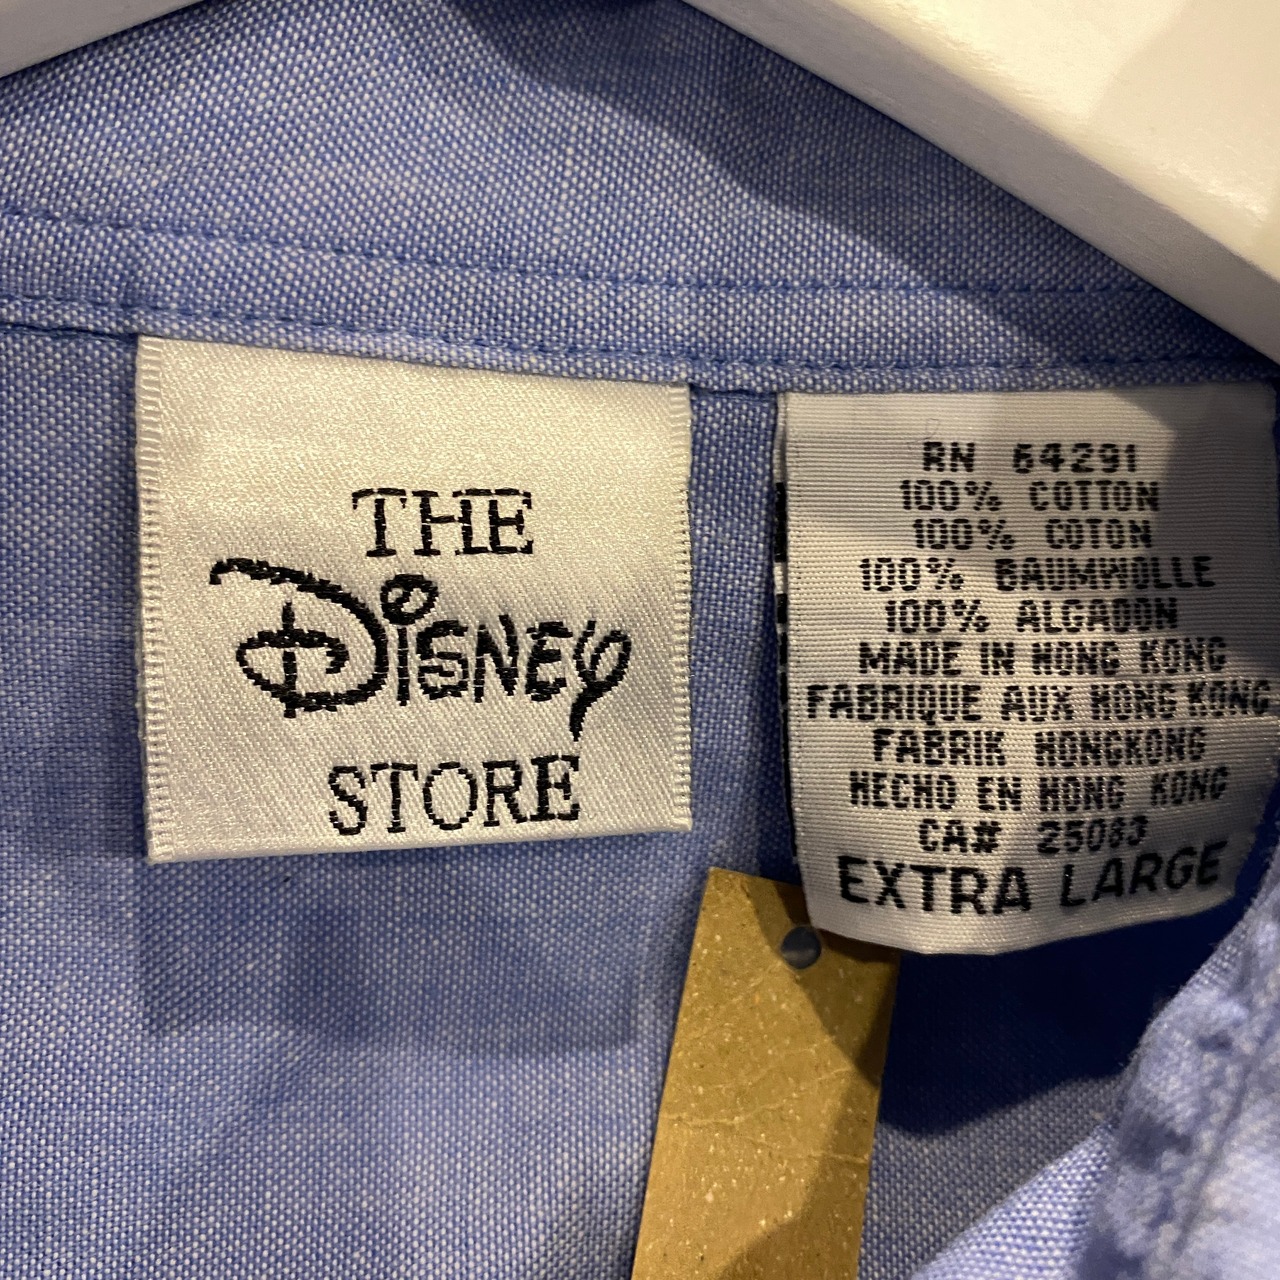 THE
Disney
STORE
RN 64291
100% COTTON
100% COTON
100% BAUMWOLLE
100% ALGADON
MADE IN HONG KONG
FABRIQUE AUX HONG KONG
FABRIK HONGKONG
HECHO EN HONG KONG
CA# 25083
EXTRA LARGE